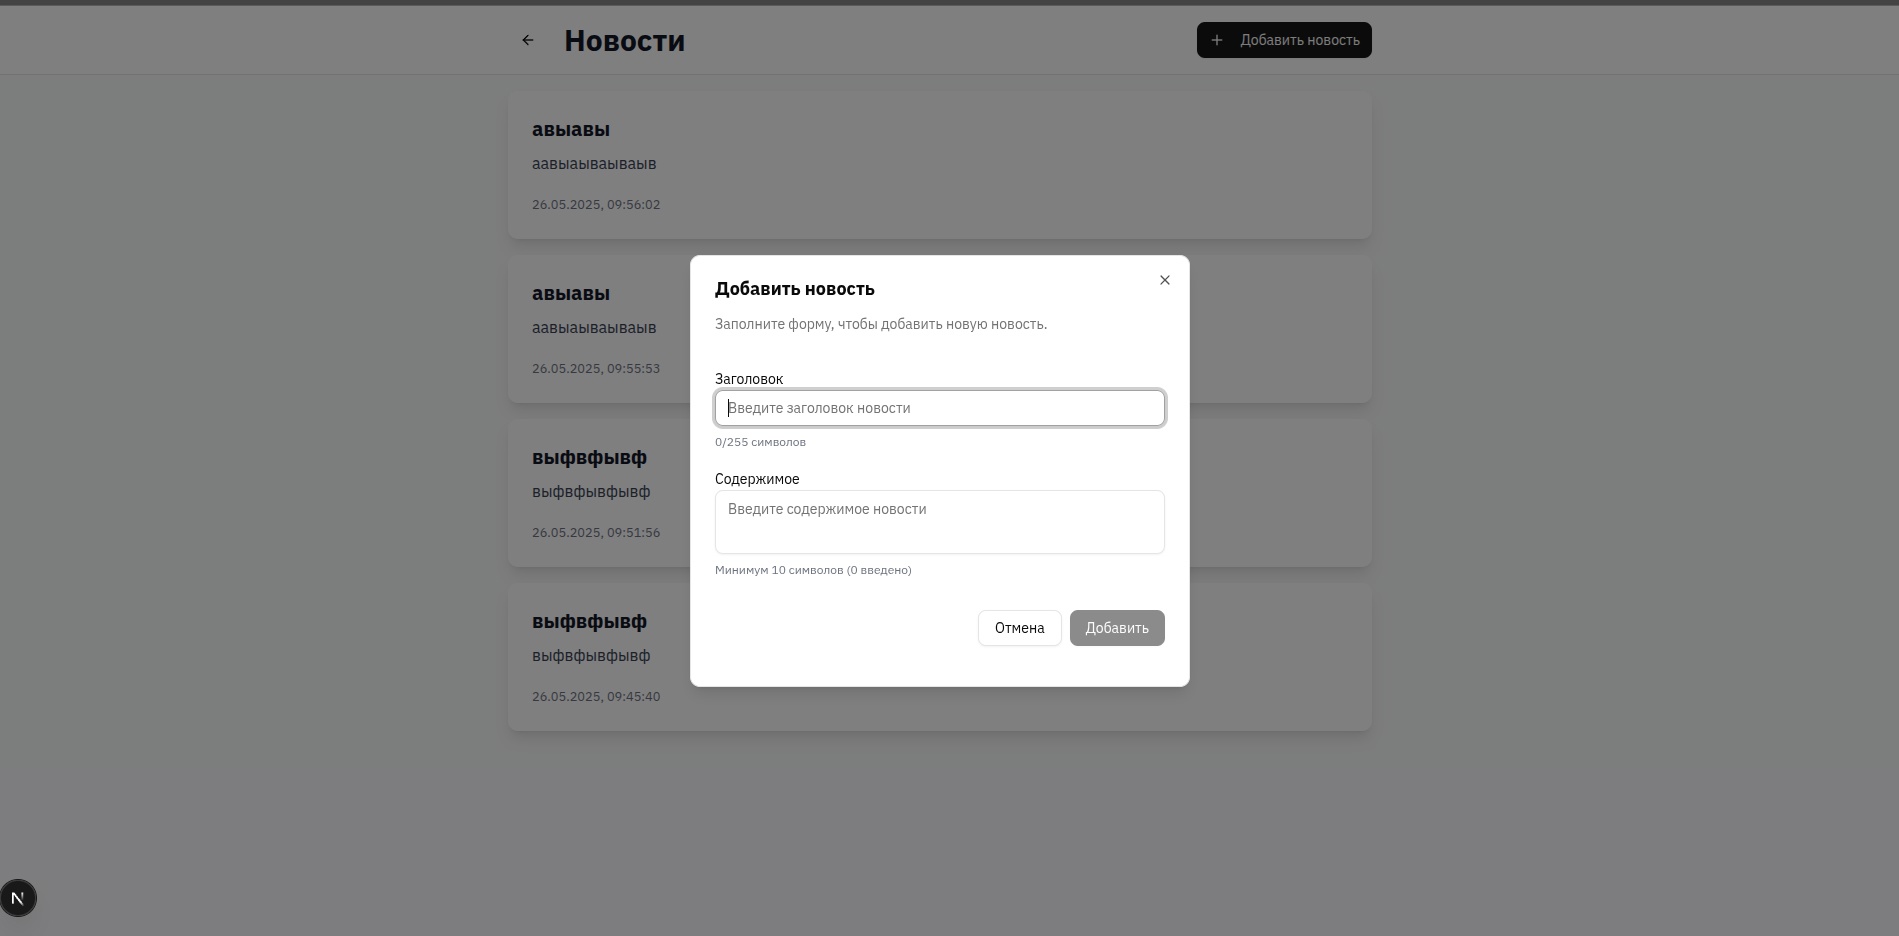 Новости
Добавить новость
авыавы
аавыаываываыв
26.05.2025, 09:56:02
авыавы
аавыаываываыв
26.05.2025, 09:55:53
выфвфывф
выфвфывфывф
26.05.2025, 09:51:56
выфвфывф
выфвфывфывф
26.05.2025, 09:45:40
Добавить новость
Заполните форму, чтобы добавить новую новость.
Заголовок
Введите заголовок новости
0/255 символов
Содержимое
Введите содержимое новости
Минимум 10 символов (0 введено)
Отмена
Добавить
N